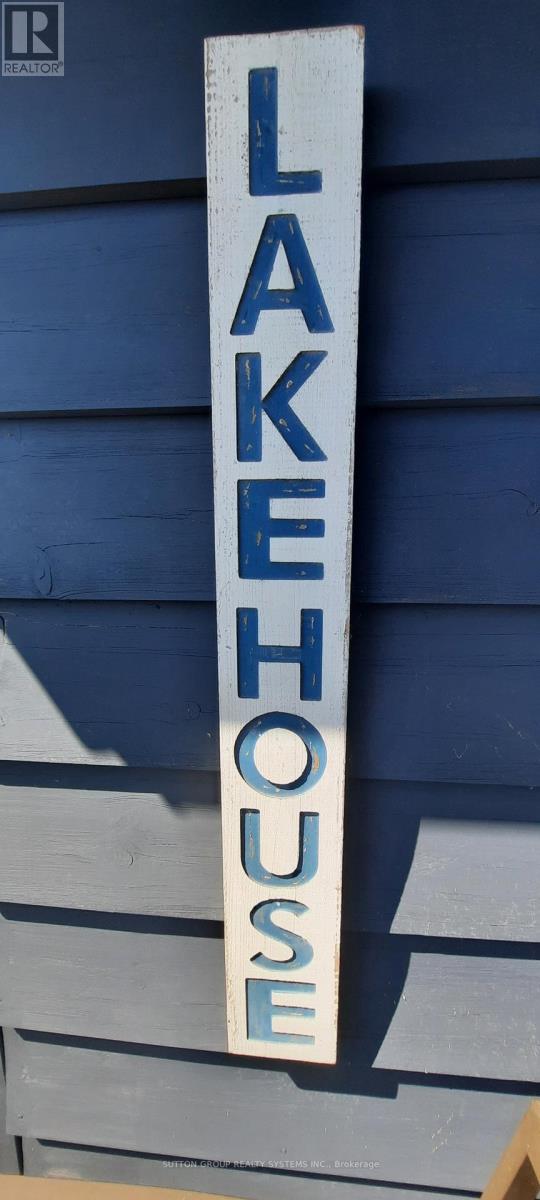 R
REALTOR®
LAKEHOUSE
SUTTON GROUP REALTY SYSTEMS INC., Brokerage